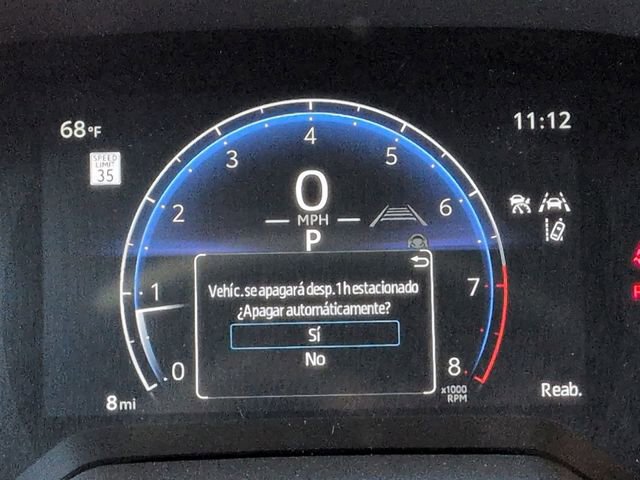 68°F
11:12
SPEED
LIMIT
35
0
MPH
P
0
1
2
3
4
5
6
7
8
x1000
RPM
Vehíc.se apagará desp.1 h estacionado
¿Apagar automáticamente?
Sí
No
8 mi
Reab.